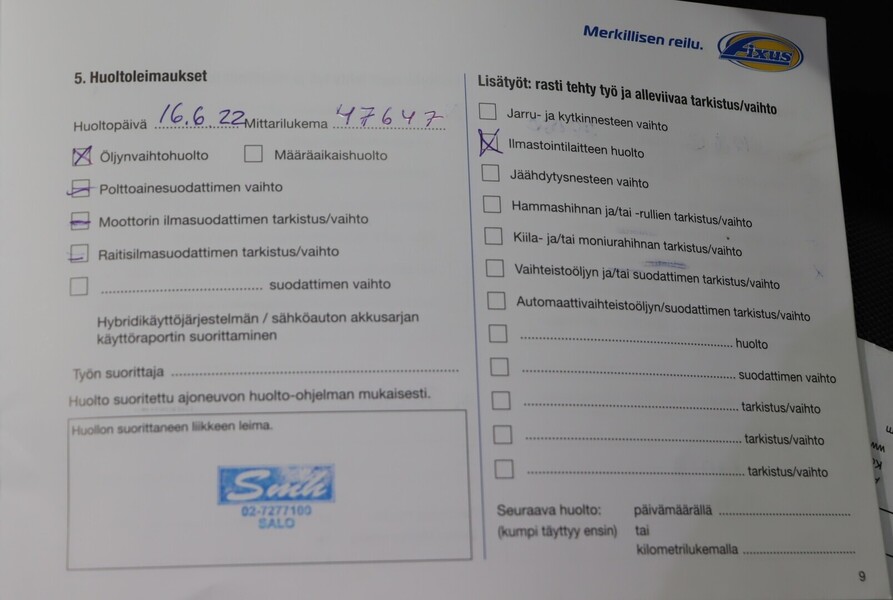 Merkillisen reilu. Fixus
5. Huoltoleimaukset
Huoltopäivä 16.6.22 Mittarilukema 47647
Öljynvaihtohuolto Määräaikaishuolto
Polttoainesuodattimen vaihto
Moottorin ilmasuodattimen tarkistus/vaihto
Raitisilmasuodattimen tarkistus/vaihto
suodattimen vaihto
Hybridikäyttöjärjestelmän / sähköauton akkusarjan
käyttöraportin suorittaminen
Työn suorittaja
Huolto suoritettu ajoneuvon huolto-ohjelman mukaisesti.
Huollon suorittaneen liikkeen leima.
Smh
02-7277100
SALO
Lisätyöt: rasti tehty työ ja alleviivaa tarkistus/vaihto
Jarru- ja kytkinnesteen vaihto
Ilmastointilaitteen huolto
Jäähdytysnesteen vaihto
Hammashihnan ja/tai -rullien tarkistus/vaihto
Kiila- ja/tai moniurahihnan tarkistus/vaihto
Vaihteistoöljyn ja/tai suodattimen tarkistus/vaihto
Automaattivaihteistoöljyn/suodattimen tarkistus/vaihto
huolto
suodattimen vaihto
tarkistus/vaihto
tarkistus/vaihto
tarkistus/vaihto
Seuraava huolto: päivämäärällä
(kumpi täyttyy ensin) tai
kilometrilukemalla
9